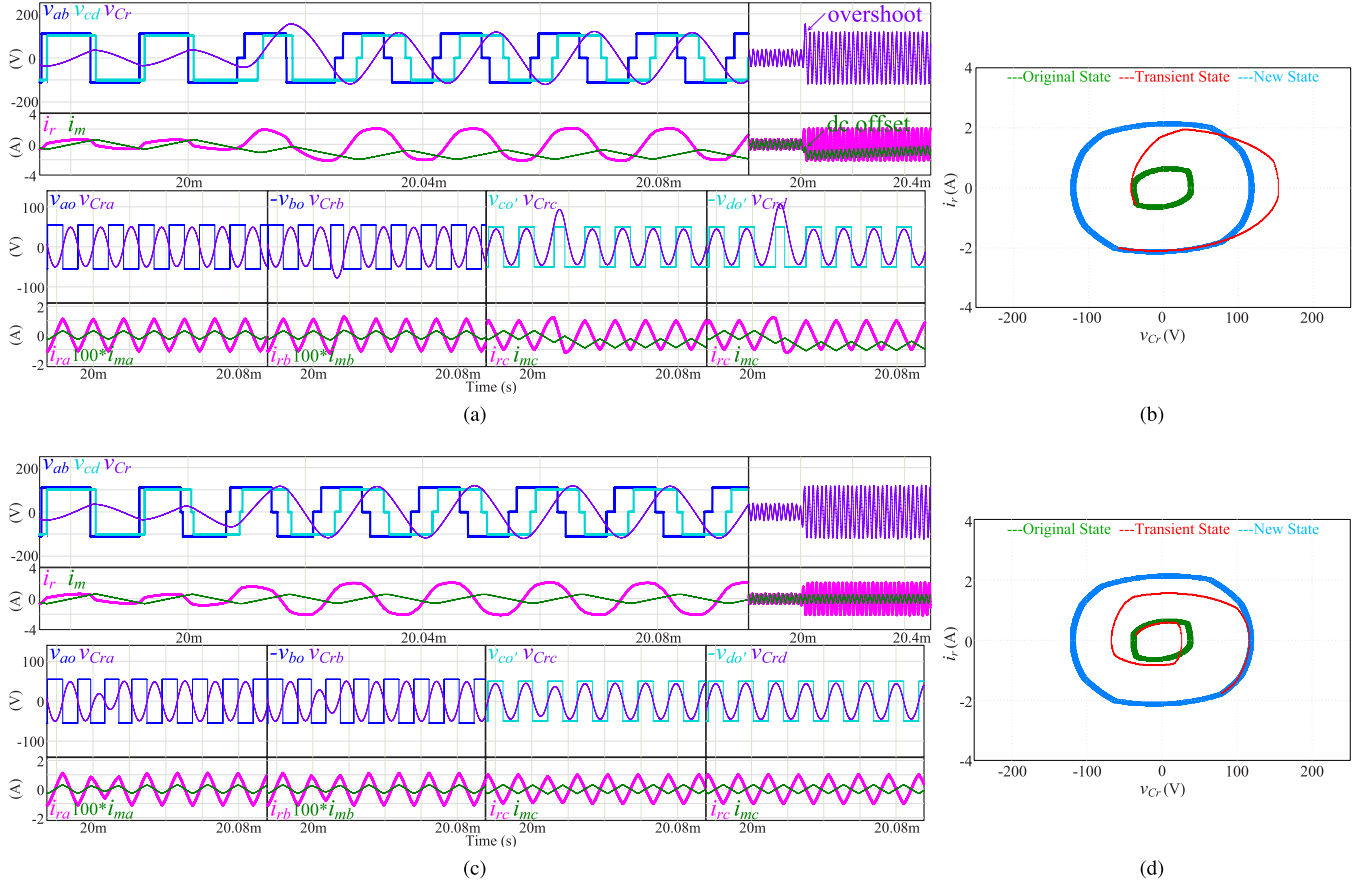 v_ab v_cd v_Cr
overshoot
200
0
-200
(V)
i_r i_m
dc offset
4
0
-4
(A)
20m 20.04m 20.08m 20m 20.4m
v_ao v_Cra -v_bo v_Crb v_co' v_Crc -v_do' v_Crd
100
0
-100
(V)
2
0
-2
(A)
i_ra 100*i_ma i_rb 100*i_mb i_rc i_mc i_rc i_mc
20m 20.08m 20m 20.08m 20m 20.08m 20m 20.08m
Time (s)
(a)
---Original State ---Transient State ---New State
4
2
0
-2
-4
i_r (A)
-200 -100 0 100 200
v_Cr (V)
(b)
v_ab v_cd v_Cr
200
0
-200
(V)
i_r i_m
4
0
-4
(A)
20m 20.04m 20.08m 20m 20.4m
v_ao v_Cra -v_bo v_Crb v_co' v_Crc -v_do' v_Crd
100
0
-100
(V)
2
0
-2
(A)
i_ra 100*i_ma i_rb 100*i_mb i_rc i_mc i_rc i_mc
20m 20.08m 20m 20.08m 20m 20.08m 20m 20.08m
Time (s)
(c)
---Original State ---Transient State ---New State
4
2
0
-2
-4
i_r (A)
-200 -100 0 100 200
v_Cr (V)
(d)